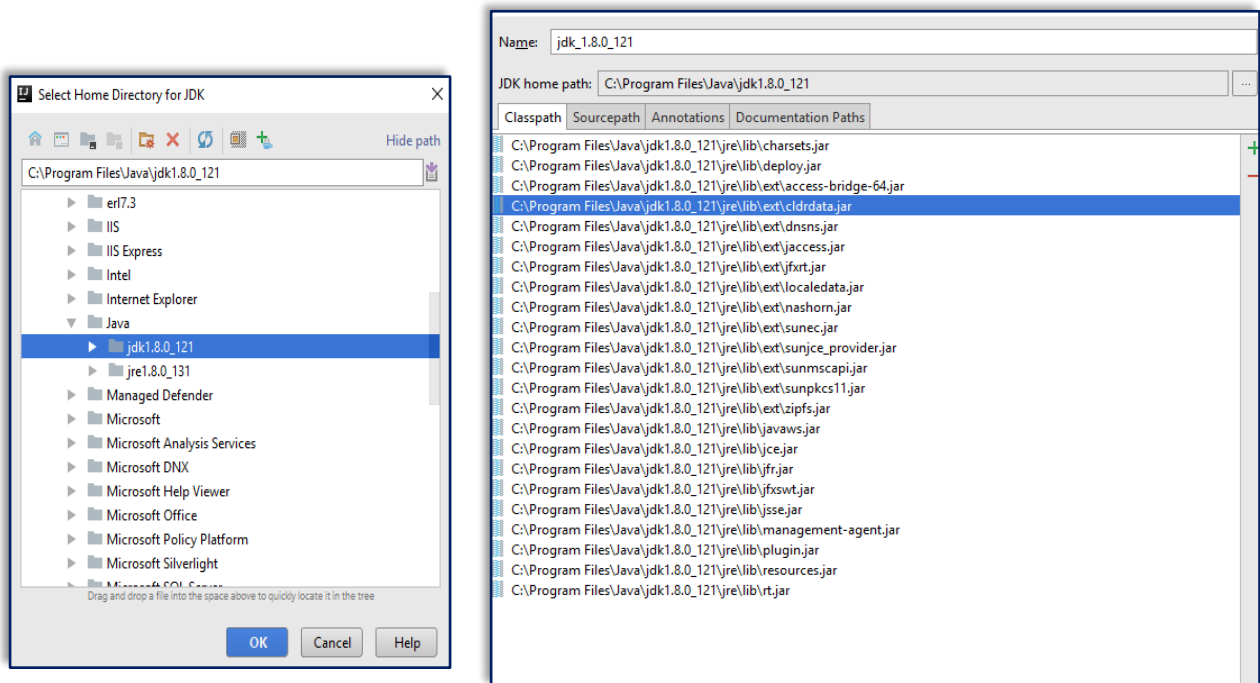 Select Home Directory for JDK
Hide path
C:\Program Files\Java\jdk1.8.0_121
erl7.3
IIS
IIS Express
Intel
Internet Explorer
Java
jdk1.8.0_121
jre1.8.0_131
Managed Defender
Microsoft
Microsoft Analysis Services
Microsoft DNX
Microsoft Help Viewer
Microsoft Office
Microsoft Policy Platform
Microsoft Silverlight
Microsoft SQL Server
Drag and drop a file into the space above to quickly locate it in the tree
OK Cancel Help
Name: jdk_1.8.0_121
JDK home path: C:\Program Files\Java\jdk1.8.0_121 ...
Classpath Sourcepath Annotations Documentation Paths
C:\Program Files\Java\jdk1.8.0_121\jre\lib\charsets.jar
C:\Program Files\Java\jdk1.8.0_121\jre\lib\deploy.jar
C:\Program Files\Java\jdk1.8.0_121\jre\lib\ext\access-bridge-64.jar
C:\Program Files\Java\jdk1.8.0_121\jre\lib\ext\cldrdata.jar
C:\Program Files\Java\jdk1.8.0_121\jre\lib\ext\dnsns.jar
C:\Program Files\Java\jdk1.8.0_121\jre\lib\ext\jaccess.jar
C:\Program Files\Java\jdk1.8.0_121\jre\lib\ext\jfxrt.jar
C:\Program Files\Java\jdk1.8.0_121\jre\lib\ext\localedata.jar
C:\Program Files\Java\jdk1.8.0_121\jre\lib\ext\nashorn.jar
C:\Program Files\Java\jdk1.8.0_121\jre\lib\ext\sunec.jar
C:\Program Files\Java\jdk1.8.0_121\jre\lib\ext\sunjce_provider.jar
C:\Program Files\Java\jdk1.8.0_121\jre\lib\ext\sunmscapi.jar
C:\Program Files\Java\jdk1.8.0_121\jre\lib\ext\sunpkcs11.jar
C:\Program Files\Java\jdk1.8.0_121\jre\lib\ext\zipfs.jar
C:\Program Files\Java\jdk1.8.0_121\jre\lib\javaws.jar
C:\Program Files\Java\jdk1.8.0_121\jre\lib\jce.jar
C:\Program Files\Java\jdk1.8.0_121\jre\lib\jfr.jar
C:\Program Files\Java\jdk1.8.0_121\jre\lib\jfxswt.jar
C:\Program Files\Java\jdk1.8.0_121\jre\lib\jsse.jar
C:\Program Files\Java\jdk1.8.0_121\jre\lib\management-agent.jar
C:\Program Files\Java\jdk1.8.0_121\jre\lib\plugin.jar
C:\Program Files\Java\jdk1.8.0_121\jre\lib\resources.jar
C:\Program Files\Java\jdk1.8.0_121\jre\lib\rt.jar